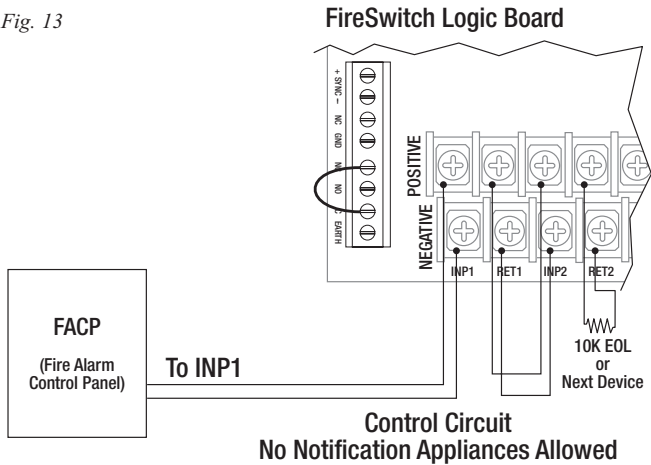 Fig. 13
FireSwitch Logic Board
+ SYNC –
NC
GND
NO
EARTH
POSITIVE
NEGATIVE
INP1
RET1
INP2
RET2
FACP
(Fire Alarm
Control Panel)
To INP1
10K EOL
or
Next Device
Control Circuit
No Notification Appliances Allowed